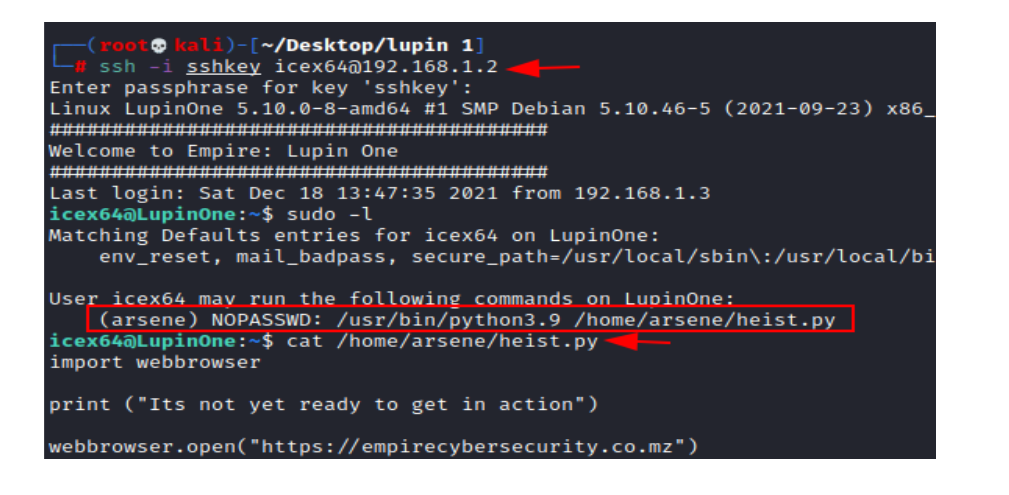 ┌──(root💀kali)-[~/Desktop/lupin 1]
└─# ssh -i sshkey icex64@192.168.1.2
Enter passphrase for key 'sshkey':
Linux LupinOne 5.10.0-8-amd64 #1 SMP Debian 5.10.46-5 (2021-09-23) x86_
########################################
Welcome to Empire: Lupin One
########################################
Last login: Sat Dec 18 13:47:35 2021 from 192.168.1.3
icex64@LupinOne:~$ sudo -l
Matching Defaults entries for icex64 on LupinOne:
    env_reset, mail_badpass, secure_path=/usr/local/sbin\:/usr/local/bi
User icex64 may run the following commands on LupinOne:
    (arsene) NOPASSWD: /usr/bin/python3.9 /home/arsene/heist.py
icex64@LupinOne:~$ cat /home/arsene/heist.py
import webbrowser
print ("Its not yet ready to get in action")
webbrowser.open("https://empirecybersecurity.co.mz")